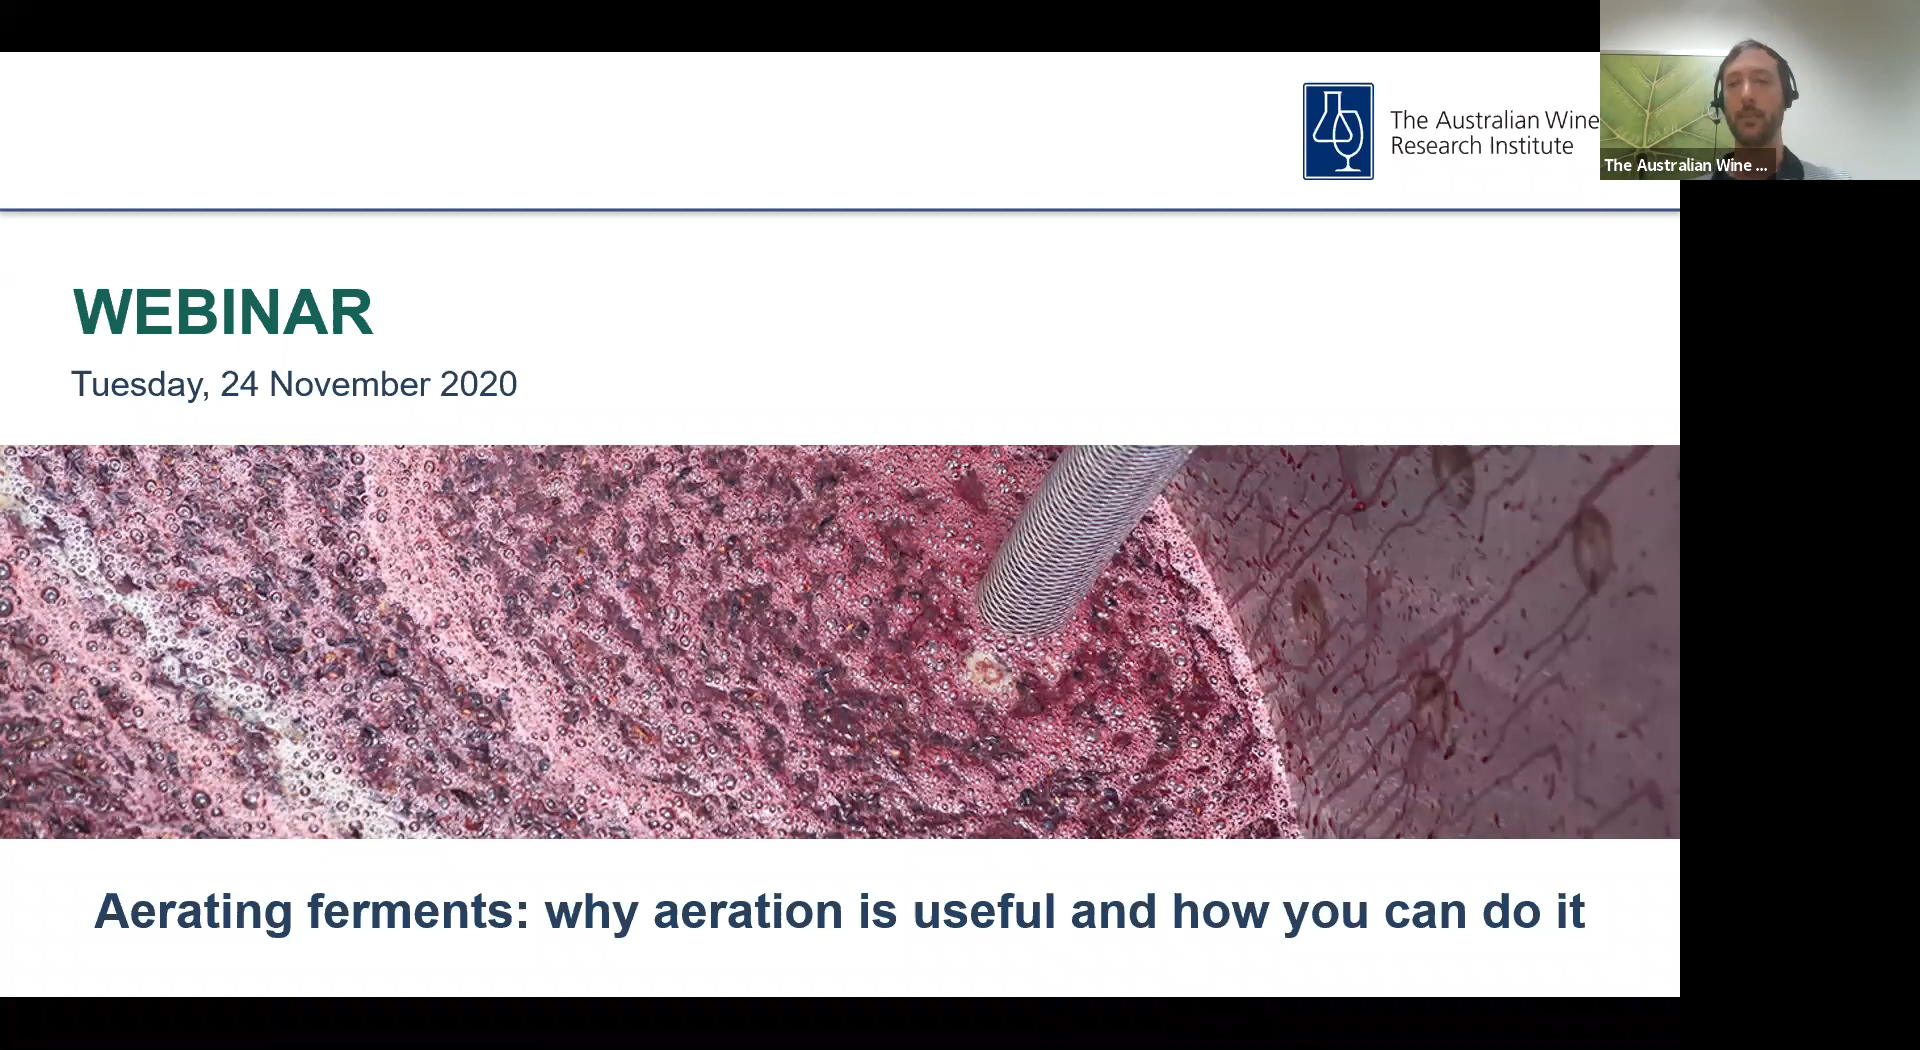 The Australian Wine
Research Institute
The Australian Wine ...
WEBINAR
Tuesday, 24 November 2020
Aerating ferments: why aeration is useful and how you can do it